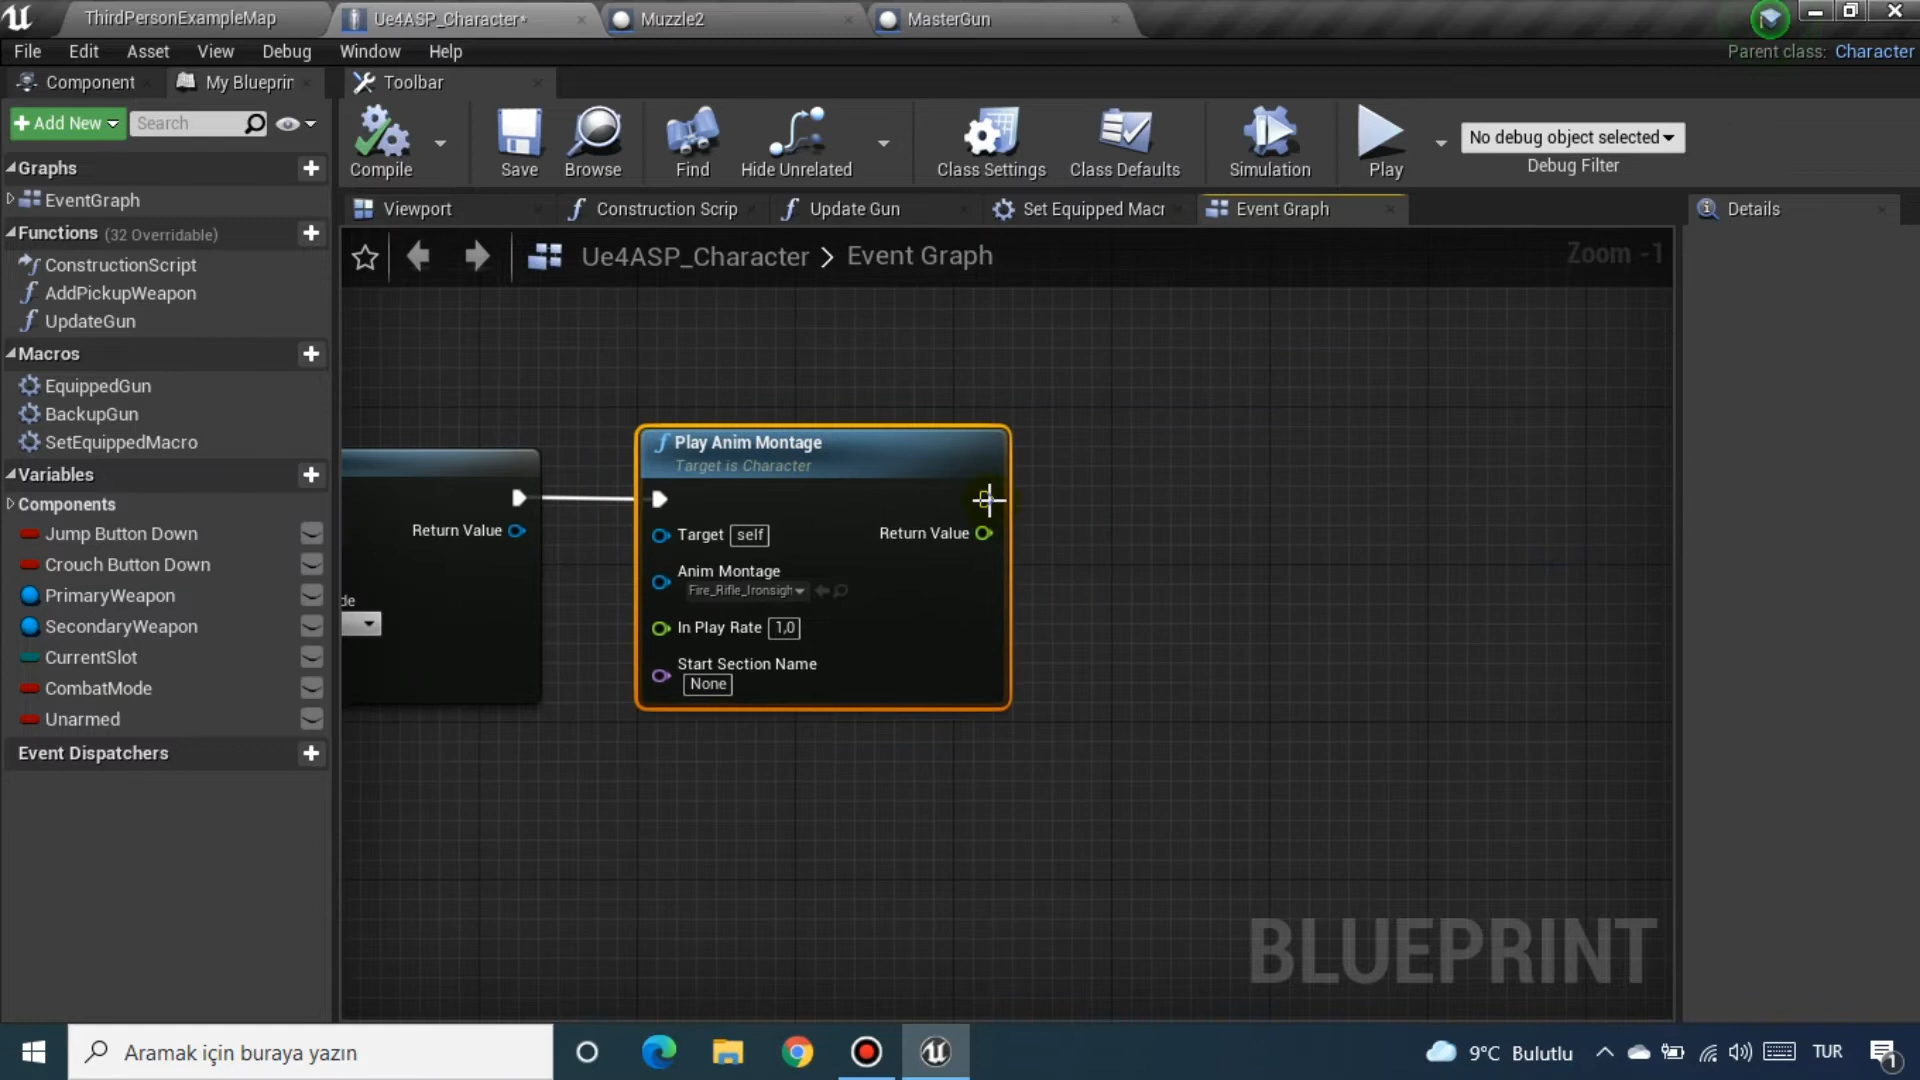 ThirdPersonExampleMap
Ue4ASP_Character*
Muzzle2
MasterGun
File
Edit
Asset
View
Debug
Window
Help
Parent class: Character
Component
My Blueprin
Toolbar
Add New
Search
Compile
Save
Browse
Find
Hide Unrelated
Class Settings
Class Defaults
Simulation
Play
No debug object selected
Debug Filter
Graphs
EventGraph
Functions (32 Overridable)
ConstructionScript
AddPickupWeapon
UpdateGun
Macros
EquippedGun
BackupGun
SetEquippedMacro
Variables
Components
Jump Button Down
Crouch Button Down
PrimaryWeapon
SecondaryWeapon
CurrentSlot
CombatMode
Unarmed
Event Dispatchers
Viewport
Construction Scrip
Update Gun
Set Equipped Macr
Event Graph
Details
Ue4ASP_Character > Event Graph
Zoom -1
Return Value
de
Play Anim Montage
Target is Character
Target self
Return Value
Anim Montage
Fire_Rifle_Ironsigh
In Play Rate 1,0
Start Section Name
None
BLUEPRINT
Aramak için buraya yazın
9°C Bulutlu
TUR
1